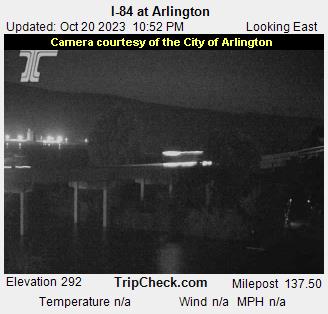 I-84 at Arlington
Updated: Oct 20 2023 10:52 PM Looking East
Camera courtesy of the City of Arlington
Elevation 292 TripCheck.com Milepost 137.50
Temperature n/a Wind n/a MPH n/a